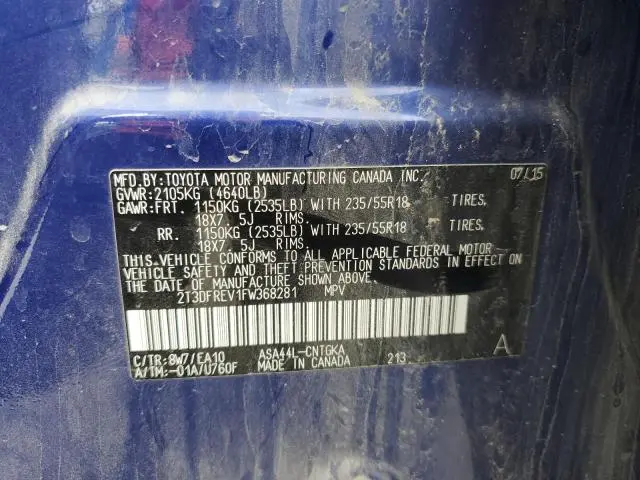 MFD.BY:TOYOTA MOTOR MANUFACTURING CANADA INC. 07/15
GVWR:2105KG (4640LB)
GAWR:FRT. 1150KG (2535LB) WITH 235/55R18 TIRES.
18X7.5J RIMS.
RR. 1150KG (2535LB) WITH 235/55R18 TIRES.
18X7.5J RIMS.
THIS VEHICLE CONFORMS TO ALL APPLICABLE FEDERAL MOTOR
VEHICLE SAFETY AND THEFT PREVENTION STANDARDS IN EFFECT ON
THE DATE OF MANUFACTURE SHOWN ABOVE.
2T3DFREV1FW368281 MPV
C/TR:8W7/EA10 ASA44L-CNTGKA A
A/TM:-01A/U760F MADE IN CANADA 213